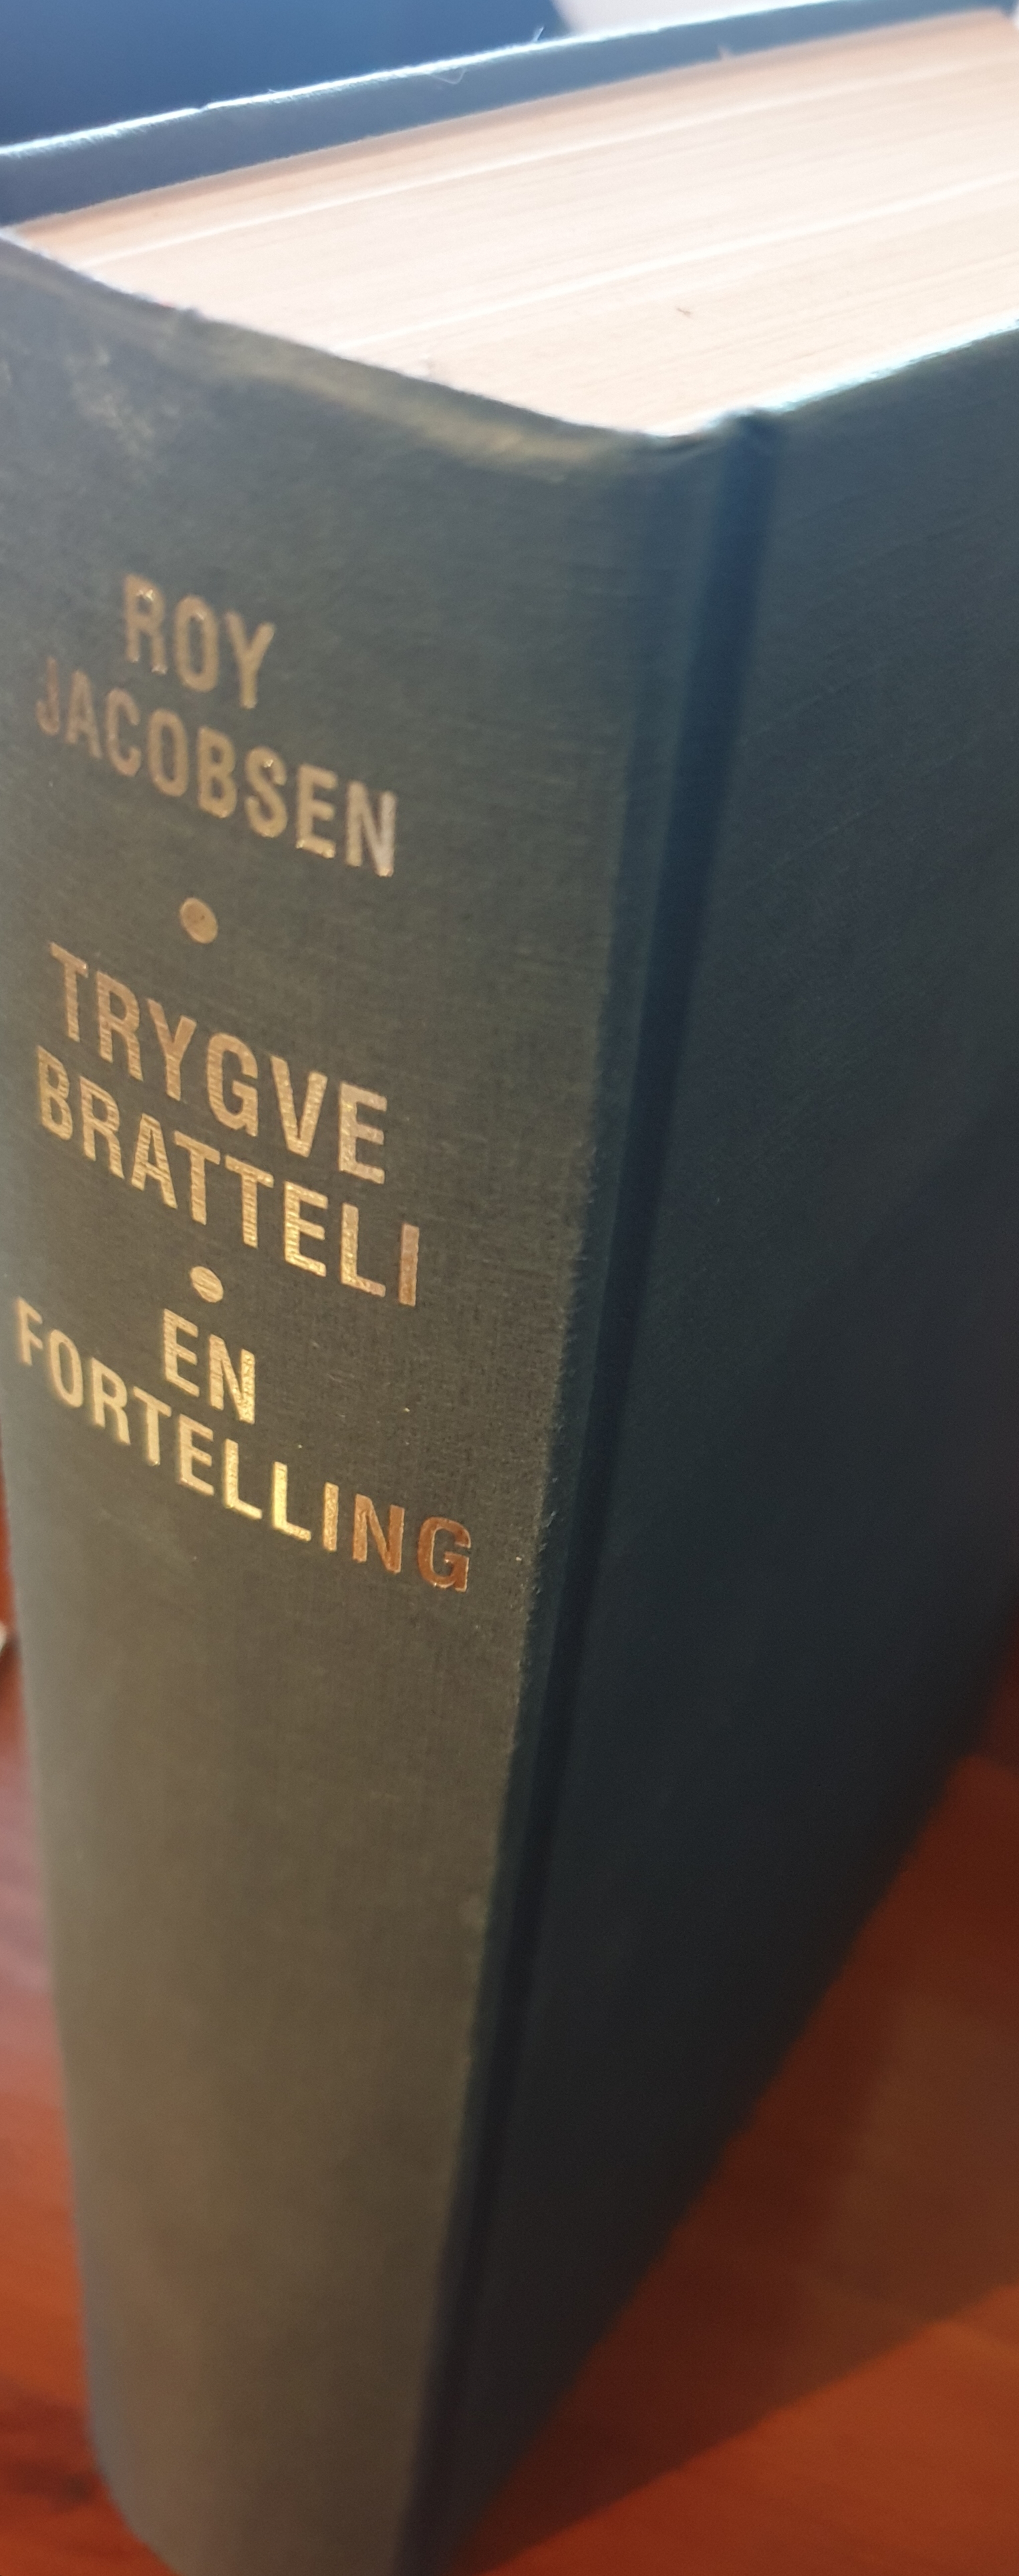 ROY
JACOBSEN
•
TRYGVE
BRATTELI
•
EN
FORTELLING